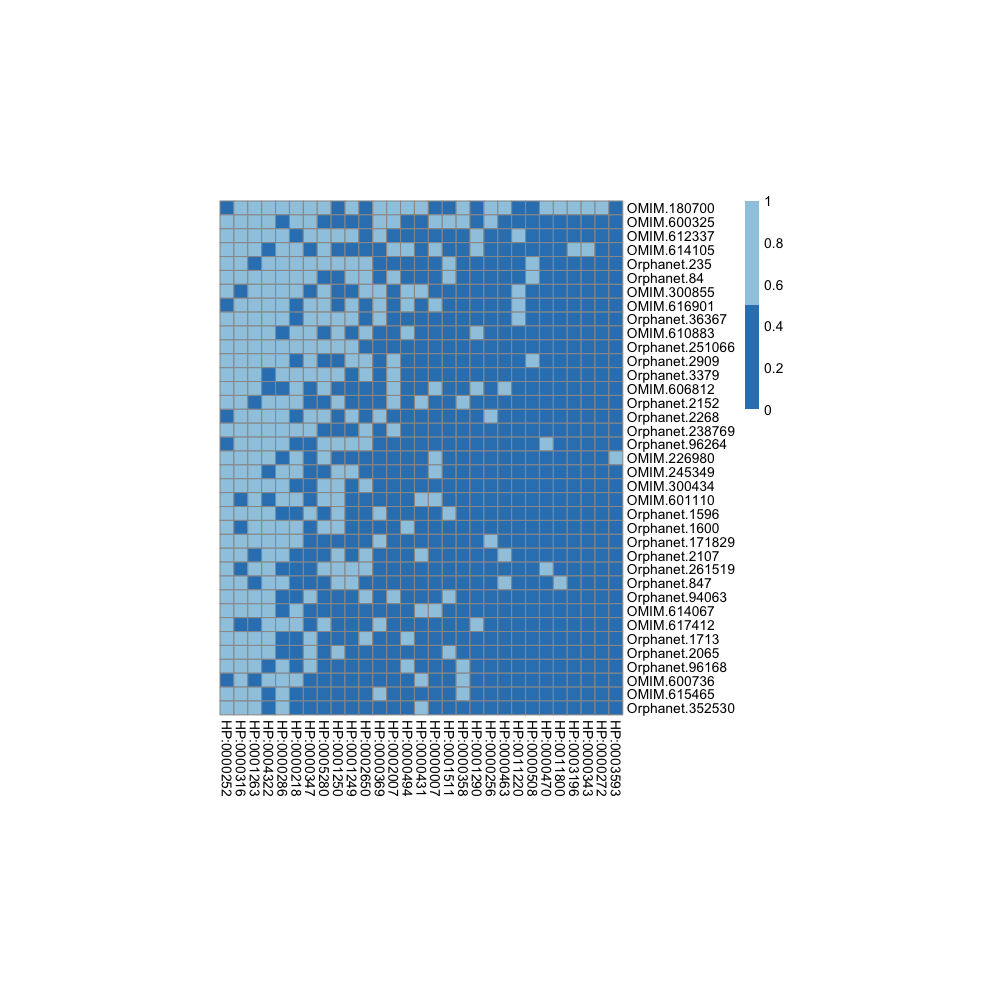 1
0.8
0.6
0.4
0.2
0
OMIM.180700
OMIM.600325
OMIM.612337
OMIM.614105
Orphanet.235
Orphanet.84
OMIM.300855
OMIM.616901
Orphanet.36367
OMIM.610883
Orphanet.251066
Orphanet.2909
Orphanet.3379
OMIM.606812
Orphanet.2152
Orphanet.2268
Orphanet.238769
Orphanet.96264
OMIM.226980
OMIM.245349
OMIM.300434
OMIM.601110
Orphanet.1596
Orphanet.1600
Orphanet.171829
Orphanet.2107
Orphanet.261519
Orphanet.847
Orphanet.94063
OMIM.614067
OMIM.617412
Orphanet.1713
Orphanet.2065
Orphanet.96168
OMIM.600736
OMIM.615465
Orphanet.352530
HP:0000252
HP:0000316
HP:0001263
HP:0004322
HP:0000286
HP:0000218
HP:0000347
HP:0005280
HP:0001250
HP:0001249
HP:0002650
HP:0000369
HP:0002007
HP:0000494
HP:0000431
HP:0000007
HP:0001511
HP:0000358
HP:0001290
HP:0000256
HP:0000463
HP:0011220
HP:0000508
HP:0000470
HP:0011800
HP:0003196
HP:0000343
HP:0000272
HP:0003593